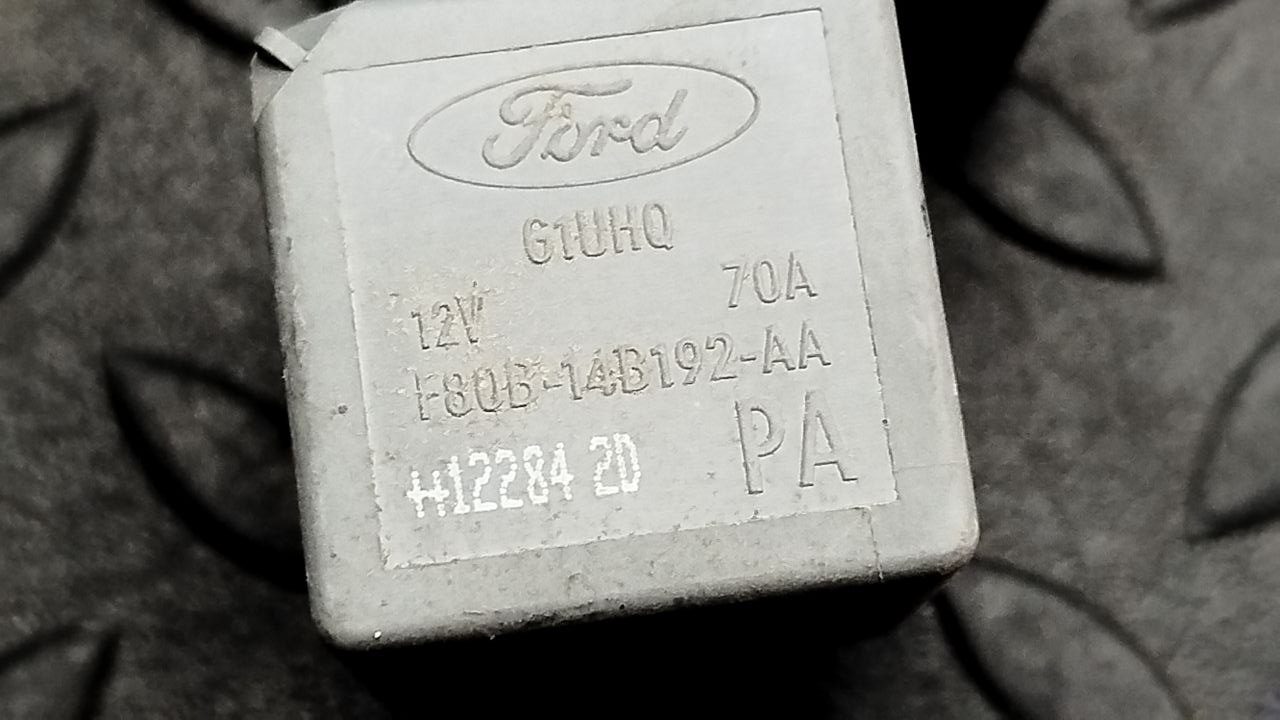 Ford
G1UHQ
12V 70A
F80B-14B192-AA
PA
H12284 2D